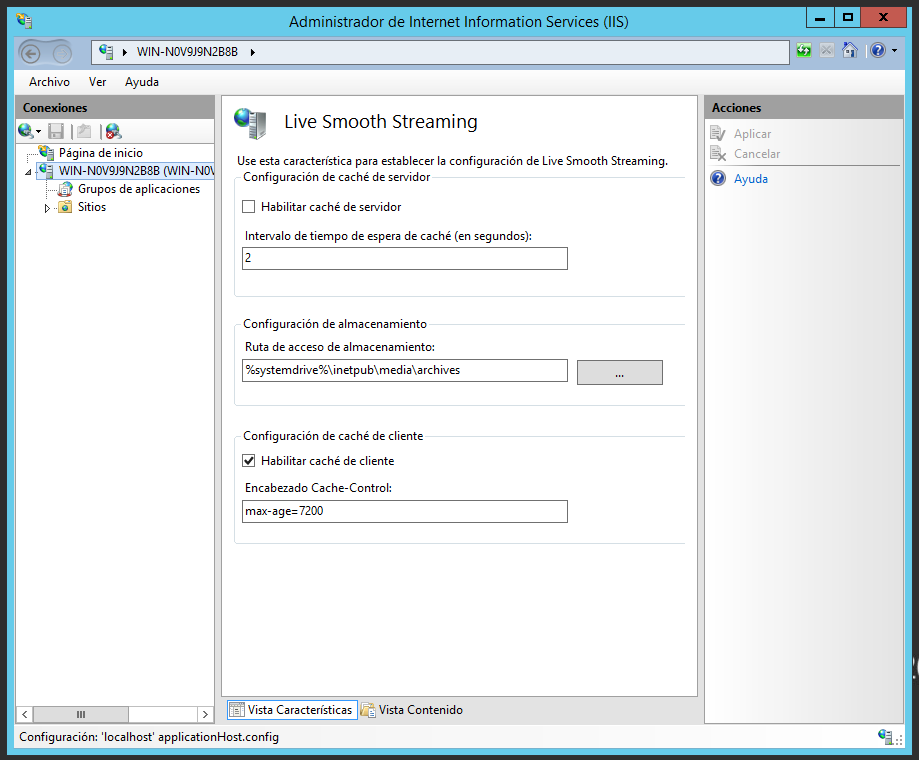 Administrador de Internet Information Services (IIS)
WIN-N0V9J9N2B8B
Archivo Ver Ayuda
Conexiones
Página de inicio
WIN-N0V9J9N2B8B (WIN-N0V
Grupos de aplicaciones
Sitios
Live Smooth Streaming
Use esta característica para establecer la configuración de Live Smooth Streaming.
Configuración de caché de servidor
Habilitar caché de servidor
Intervalo de tiempo de espera de caché (en segundos):
2
Configuración de almacenamiento
Ruta de acceso de almacenamiento:
%systemdrive%\inetpub\media\archives
...
Configuración de caché de cliente
Habilitar caché de cliente
Encabezado Cache-Control:
max-age=7200
Vista Características Vista Contenido
Acciones
Aplicar
Cancelar
Ayuda
Configuración: 'localhost' applicationHost.config